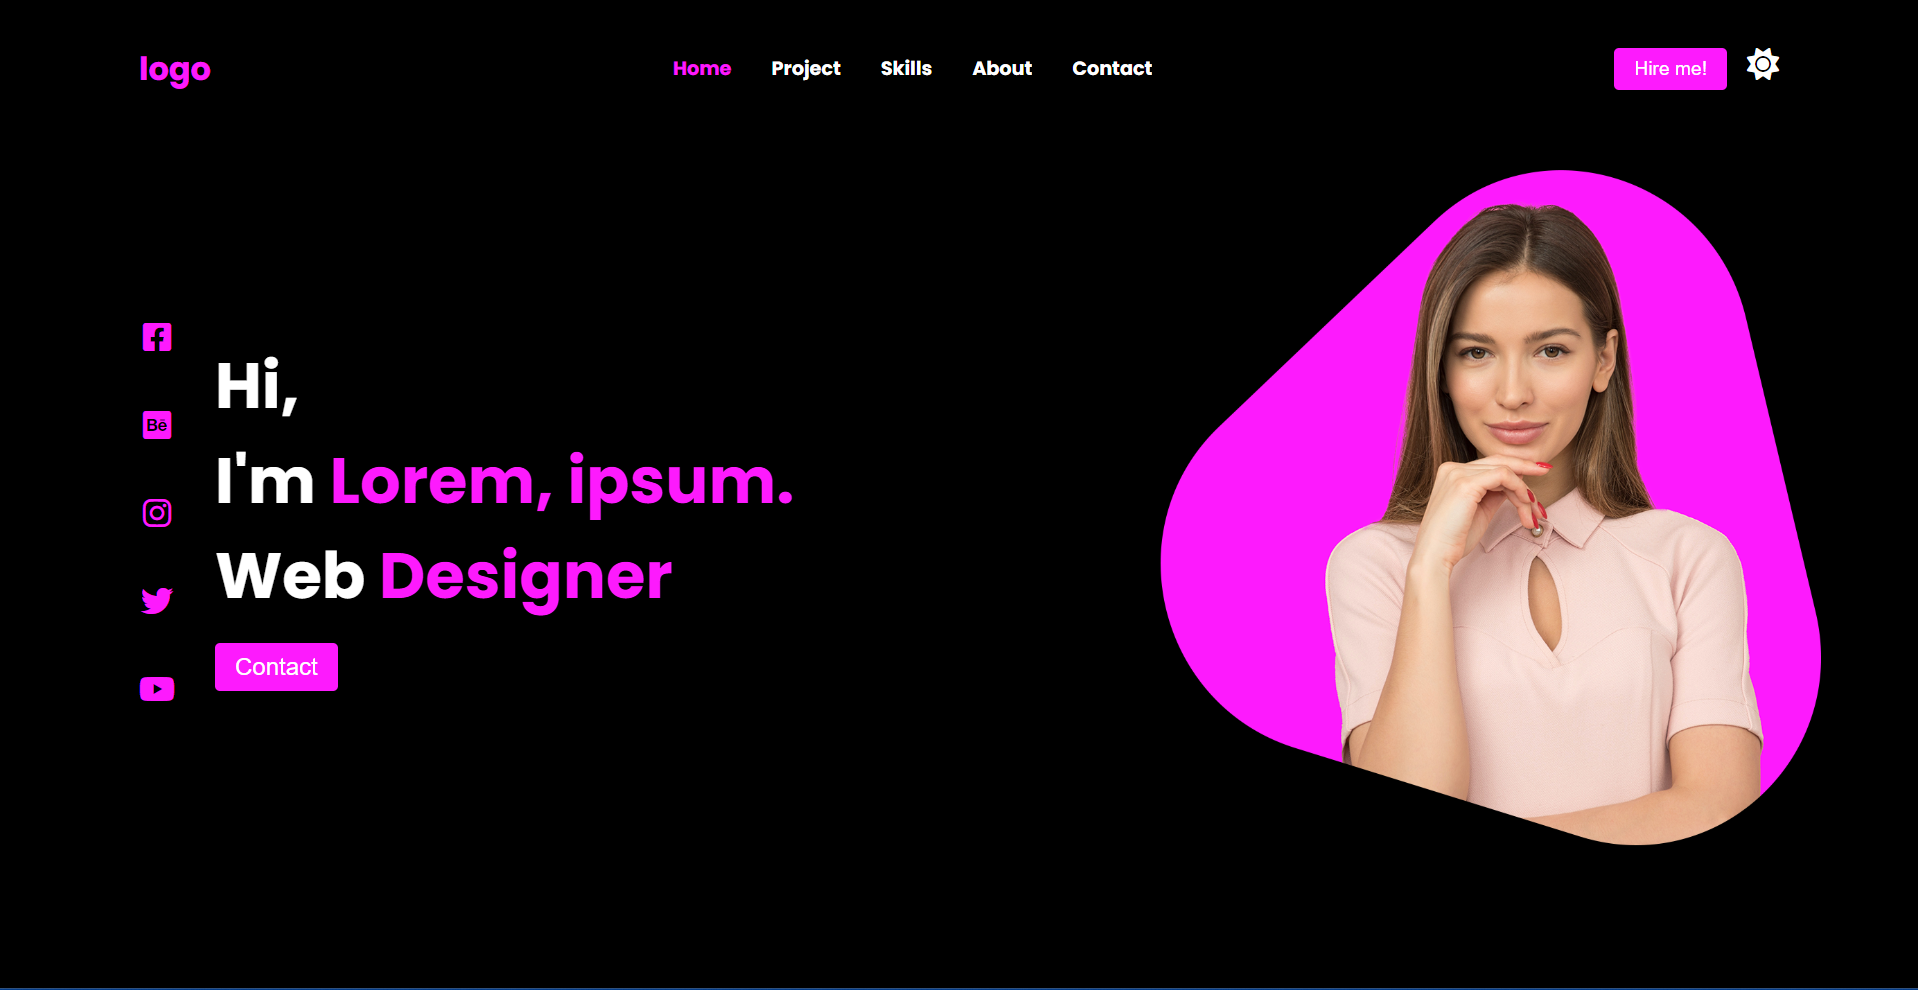 logo
Home Project Skills About Contact
Hire me!
Hi,
I'm Lorem, ipsum.
Web Designer
Bē
Contact